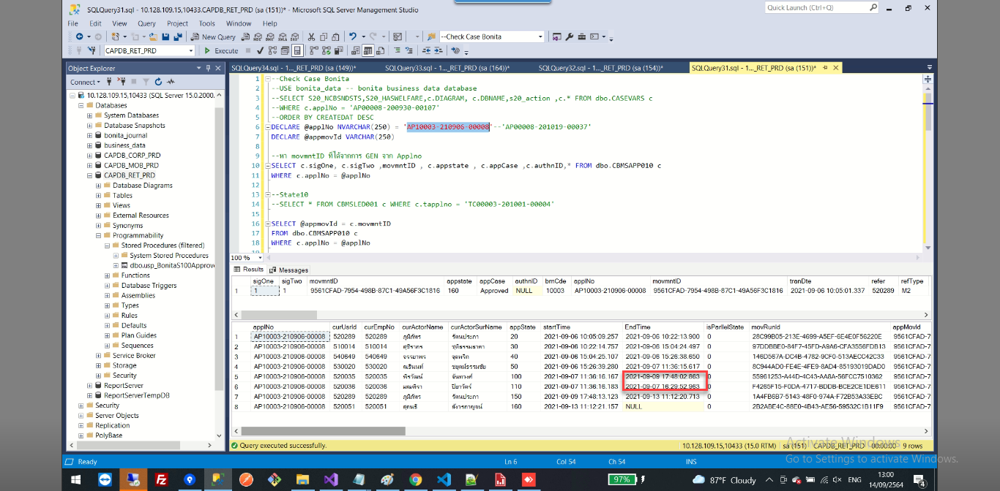 SQLQuery31.sql - 10.128.109.15,10433.CAPDB_RET_PRD (sa (151))* - Microsoft SQL Server Management Studio
Quick Launch (Ctrl+Q)
File Edit View Query Project Tools Window Help
New Query
--Check Case Bonita
CAPDB_RET_PRD
Execute
Object Explorer
Connect
10.128.109.15,10433 (SQL Server 15.0.2000.
Databases
System Databases
Database Snapshots
bonita_journal
business_data
CAPDB_CORP_PRD
CAPDB_MOB_PRD
CAPDB_RET_PRD
Database Diagrams
Tables
Views
External Resources
Synonyms
Programmability
Stored Procedures (filtered)
System Stored Procedures
dbo.usp_BonitaS100Approv
Functions
Database Triggers
Assemblies
Types
Rules
Defaults
Plan Guides
Sequences
Service Broker
Storage
Security
ReportServer
ReportServerTempDB
Security
Server Objects
Replication
PolyBase
SQLQuery34.sql - 1..._RET_PRD (sa (149))* SQLQuery33.sql - 1..._RET_PRD (sa (164))* SQLQuery32.sql - 1..._RET_PRD (sa (154))* SQLQuery31.sql - 1..._RET_PRD (sa (151))*
1 --Check Case Bonita
2 --USE bonita_data -- bonita business data database
3 --SELECT S20_NCBSNDSTS,S20_HASWELFARE,c.DIAGRAM, c.DBNAME,s20_action ,c.* FROM dbo.CASEVARS c
4 --WHERE c.applNo = 'AP00008-200930-00107'
5 --ORDER BY CREATEDAT DESC
6 DECLARE @applNo NVARCHAR(250) = 'AP10003-210906-00008'--'AP00008-201019-00037'
7 DECLARE @appmovId VARCHAR(250)
8
9 --หา movmntID ที่ได้จากการ GEN จาก Applno
10 SELECT c.sigOne, c.sigTwo ,movmntID , c.appstate , c.appCase ,c.authnID,* FROM dbo.CBMSAPP010 c
11 WHERE c.applNo = @applNo
12
13 --State10
14 --SELECT * FROM CBMSLED001 c WHERE c.tapplno = 'TC00003-201001-00004'
15
16 SELECT @appmovId = c.movmntID
17 FROM dbo.CBMSAPP010 c
18 WHERE c.applNo = @applNo
19
100 %
Results Messages
sigOne sigTwo movmntID appstate appCase authnID brnCde applNo movmntID tranDte refer refType
1 1 1 9561CFAD-7954-498B-87C1-49A56F3C1816 160 Approved NULL 10003 AP10003-210906-00008 9561CFAD-7954-498B-87C1-49A56F3C1816 2021-09-06 10:05:01.337 520289 M2
applNo curUsrId curEmpNo curActorName curActorSurName appState startTime EndTime isParllelState movRunId appMovId
1 AP10003-210906-00008 520289 520289 ภูมิภัทร รัตนประภา 20 2021-09-06 10:05:09.257 2021-09-06 10:22:13.900 0 28C99B05-213E-4699-A5EF-6E4E0F56220E 9561CFAD-7
2 AP10003-210906-00008 510014 510014 30 2021-09-06 10:22:14.757 2021-09-06 15:04:24.497 0 97DDBBE0-84F7-45FD-A9A6-CFA3556FDB13 9561CFAD-7
3 AP10003-210906-00008 540649 540649 จรรยาพร 40 2021-09-06 15:04:25.107 2021-09-06 15:26:38.650 0 146D567A-DC4B-4782-9CF0-513AECC42C33 9561CFAD-7
4 AP10003-210906-00008 530020 530020 50 2021-09-06 15:26:39.280 2021-09-07 11:36:15.617 0 8C944AD0-FE4E-4FE9-8AD4-85193019DAD0 9561CFAD-7
5 AP10003-210906-00008 520035 520035 พิรวัฒน์ จันทวงศ์ 100 2021-09-07 11:36:16.167 2021-09-09 17:48:02.863 0 55961253-A44D-4C43-AA8A-56FCC7510362 9561CFAD-7
6 AP10003-210906-00008 520036 520036 มณฑิรา ปิยาวัตร์ 110 2021-09-07 11:36:16.183 2021-09-07 16:29:52.963 0 F4265F15-F0DA-4717-BDDB-BCE2CE1DE611 9561CFAD-7
7 AP10003-210906-00008 520289 520289 ภูมิภัทร รัตนประภา 150 2021-09-09 17:48:13.123 2021-09-13 11:12:20.713 0 1A4FB6B7-5143-48F0-974A-F72B53A33EBC 9561CFAD-7
8 AP10003-210906-00008 520051 520051 160 2021-09-13 11:12:21.157 NULL 0 2B2ABE4C-88E0-4B43-AE56-59532C1B11F9 9561CFAD-7
Query executed successfully. 10.128.109.15,10433 (15.0 RTM) sa (151) CAPDB_RET_PRD 00:00:00 9 rows
Activate Windows
Go to Settings to activate Windows.
Ready Ln 6 Col 54 Ch 54 INS
97% 87°F Cloudy ENG 13:00
14/09/2564
4